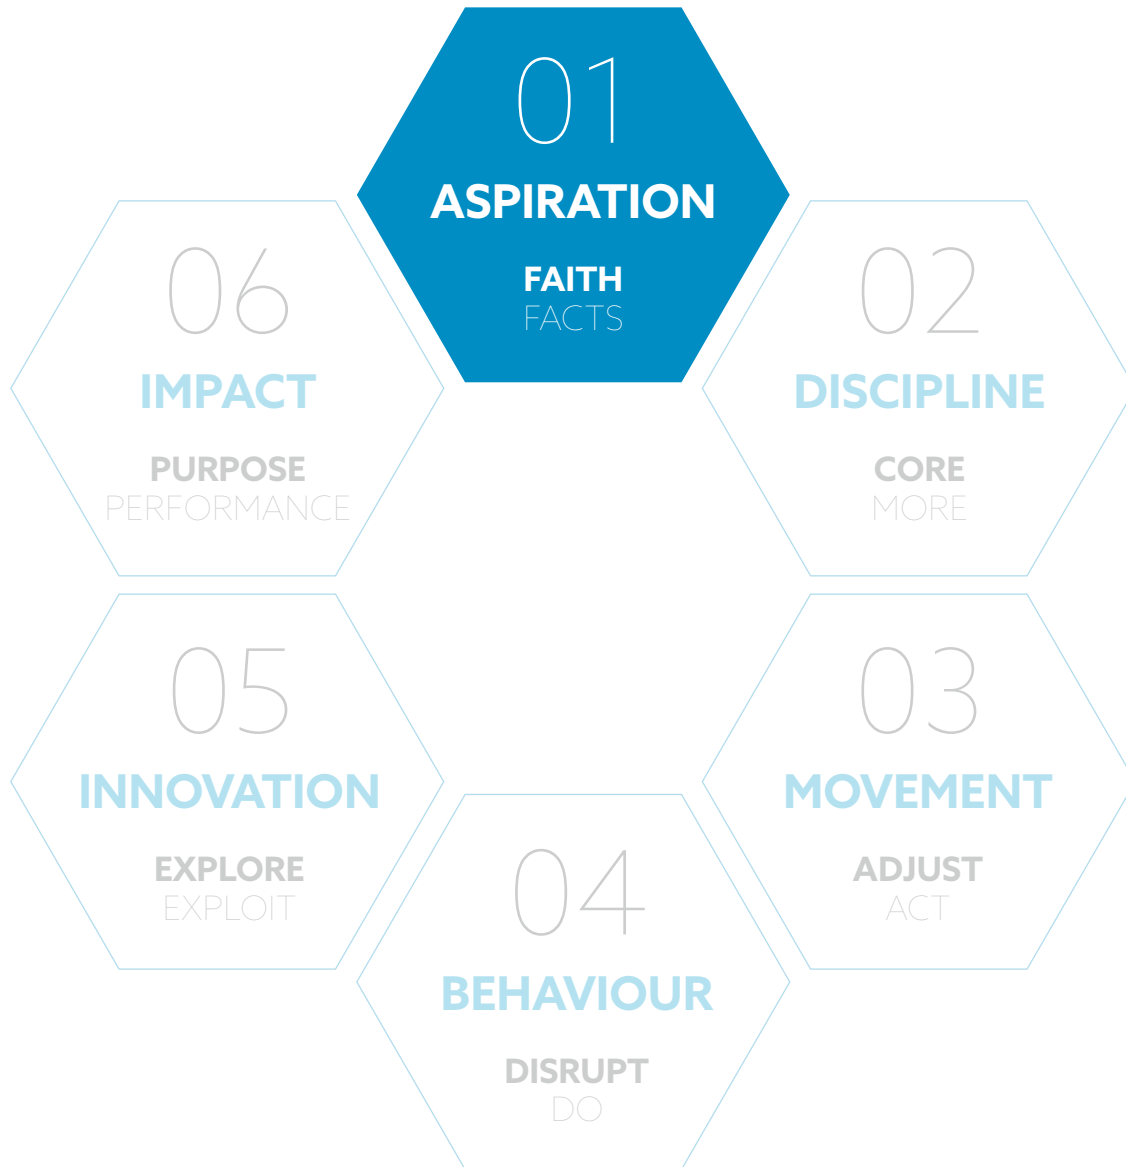 01
ASPIRATION
FAITH
FACTS
02
DISCIPLINE
CORE
MORE
03
MOVEMENT
ADJUST
ACT
04
BEHAVIOUR
DISRUPT
DO
05
INNOVATION
EXPLORE
EXPLOIT
06
IMPACT
PURPOSE
PERFORMANCE